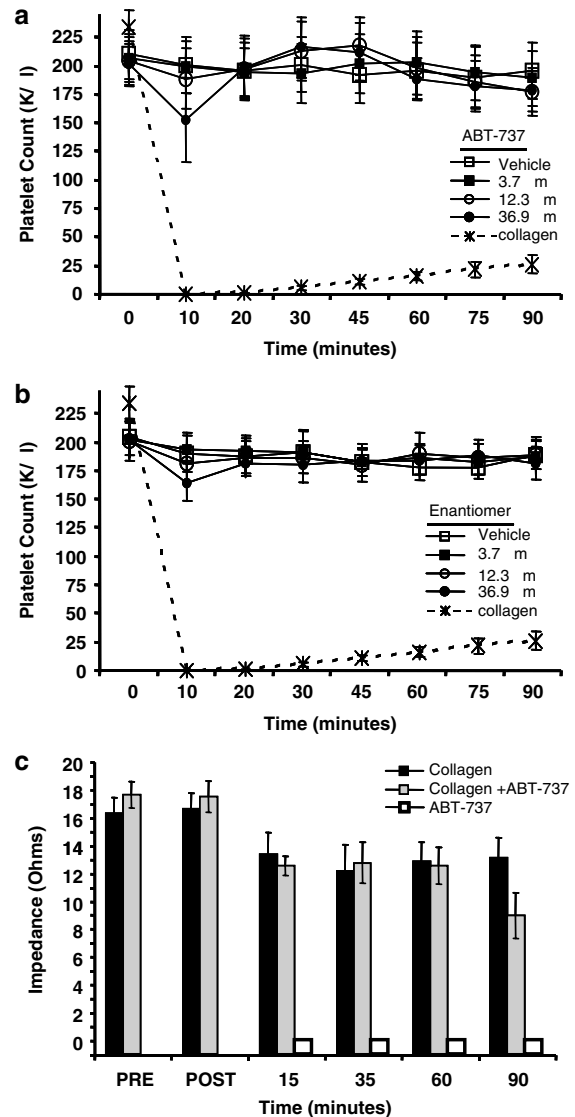 a
Platelet Count (K/ l)
225
200
175
150
125
100
75
50
25
0
ABT-737
Vehicle
3.7 m
12.3 m
36.9 m
collagen
0 10 20 30 45 60 75 90
Time (minutes)
b
Platelet Count (K/ l)
225
200
175
150
125
100
75
50
25
0
Enantiomer
Vehicle
3.7 m
12.3 m
36.9 m
collagen
0 10 20 30 45 60 75 90
Time (minutes)
c
Impedance (Ohms)
20
18
16
14
12
10
8
6
4
2
0
Collagen
Collagen +ABT-737
ABT-737
PRE POST 15 35 60 90
Time (minutes)